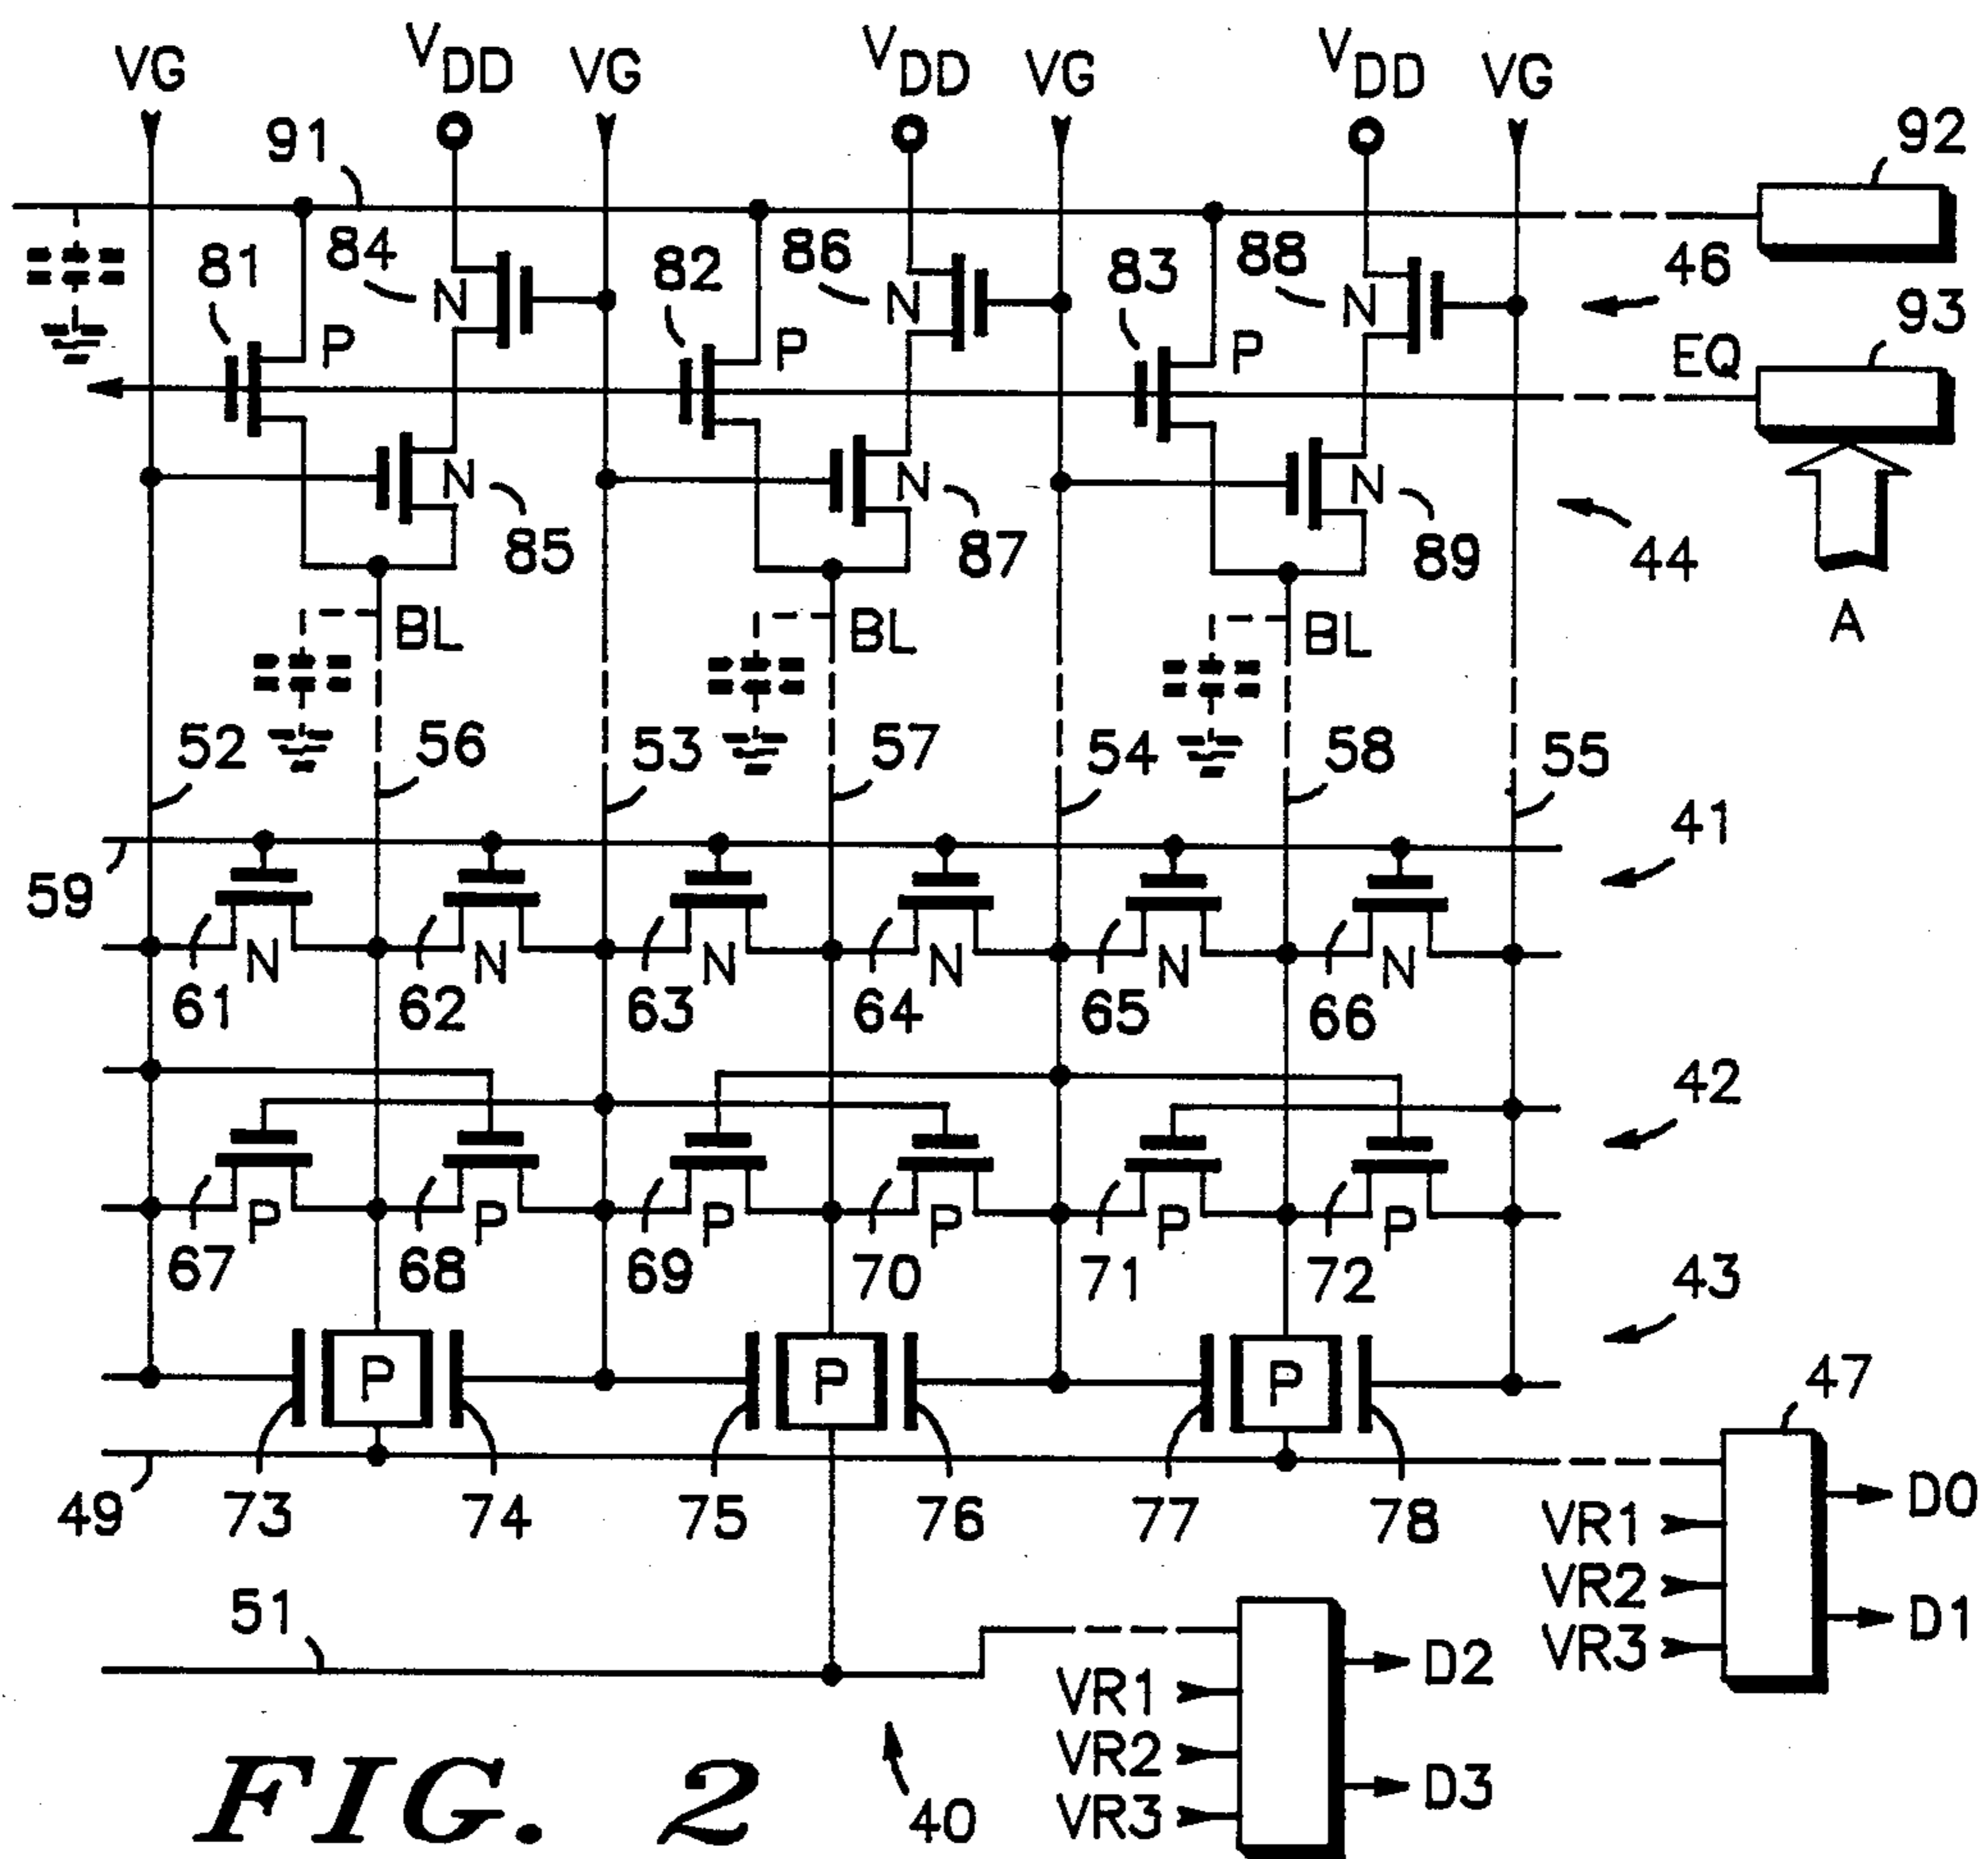 VG VDD VG VDD VG VDD VG
91 92
81 84 82 86 83 88 46
N N N 93
P P P EQ
N N N
85 87 89 44
BL BL BL A
52 56 53 57 54 58 55
41
59
N N N N N N
61 62 63 64 65 66
42
P P P P P P
67 68 69 70 71 72
43
P P P 47
49 73 74 75 76 77 78
D0
VR1
VR2
D1
VR3
51
D2
VR1
VR2
D3
VR3
40
FIG. 2